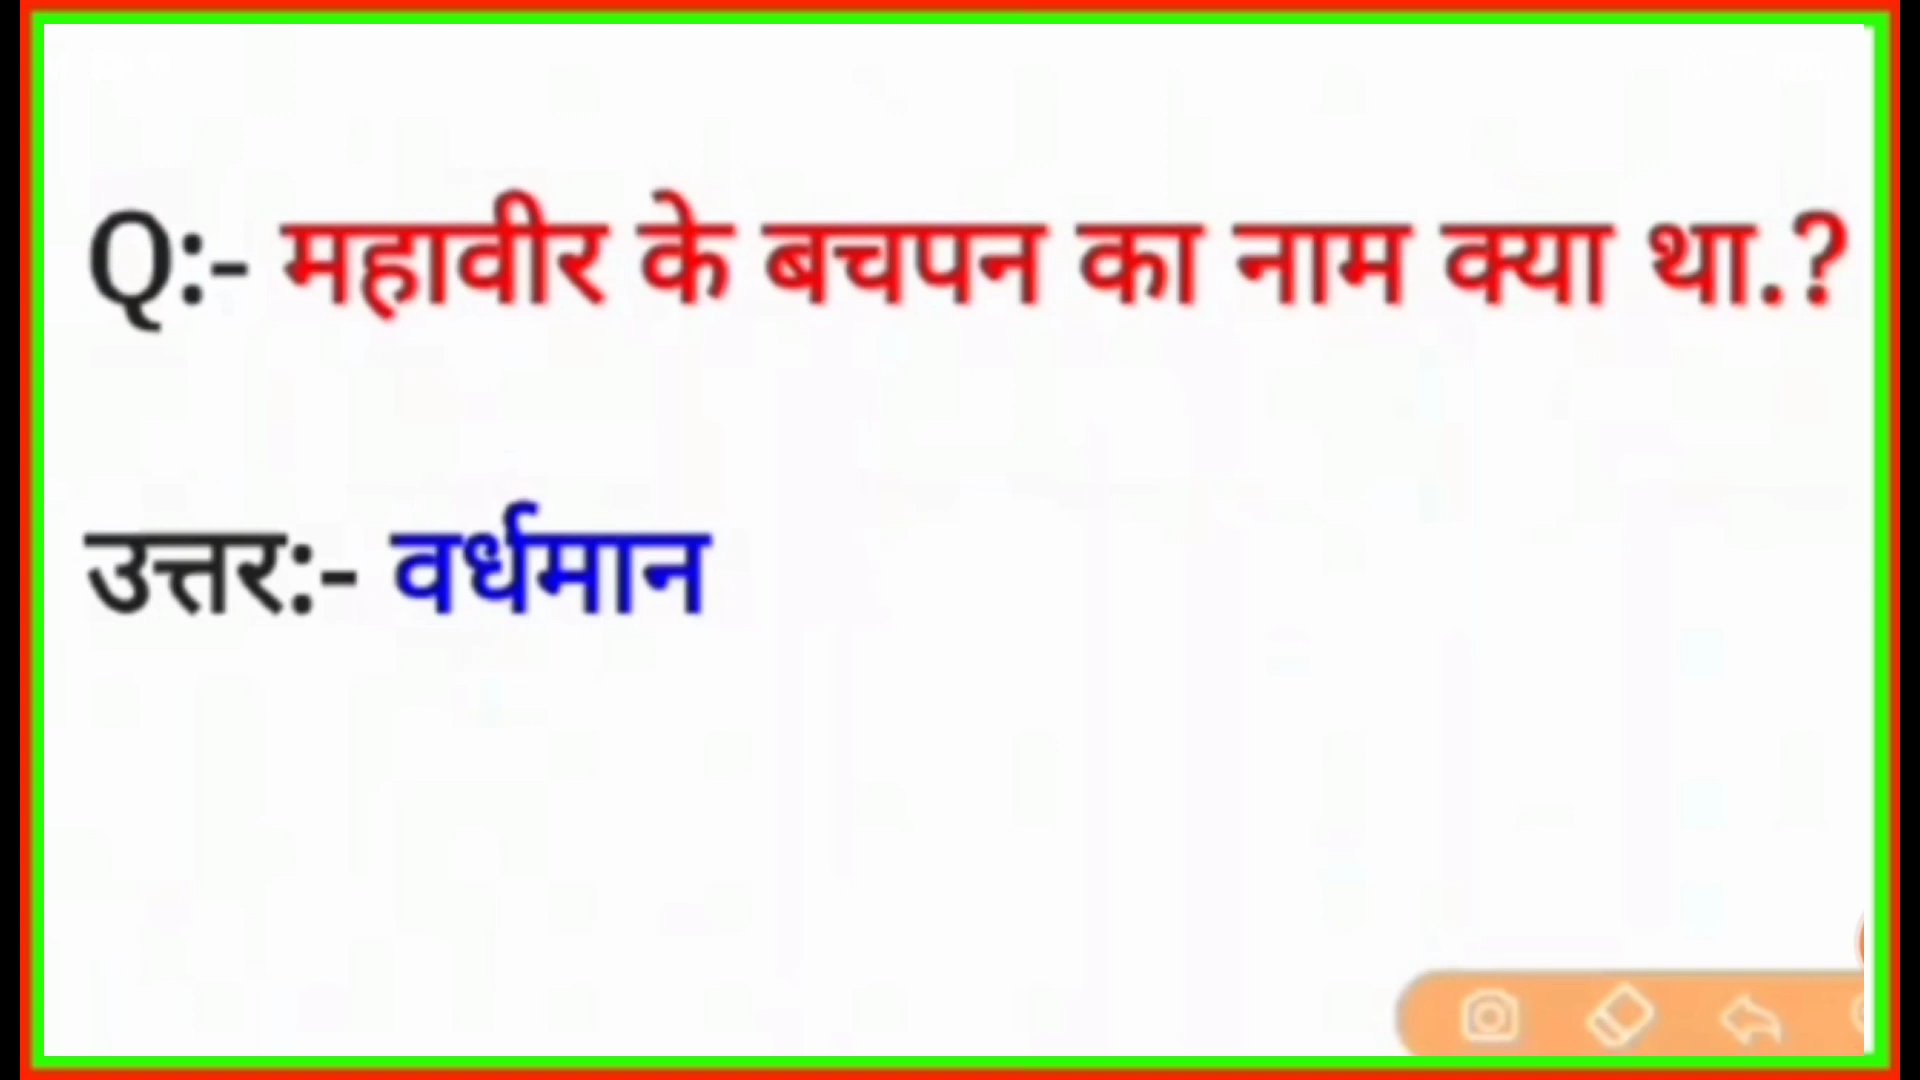 Q:- महावीर के बचपन का नाम क्या था.?
उत्तर:- वर्धमान